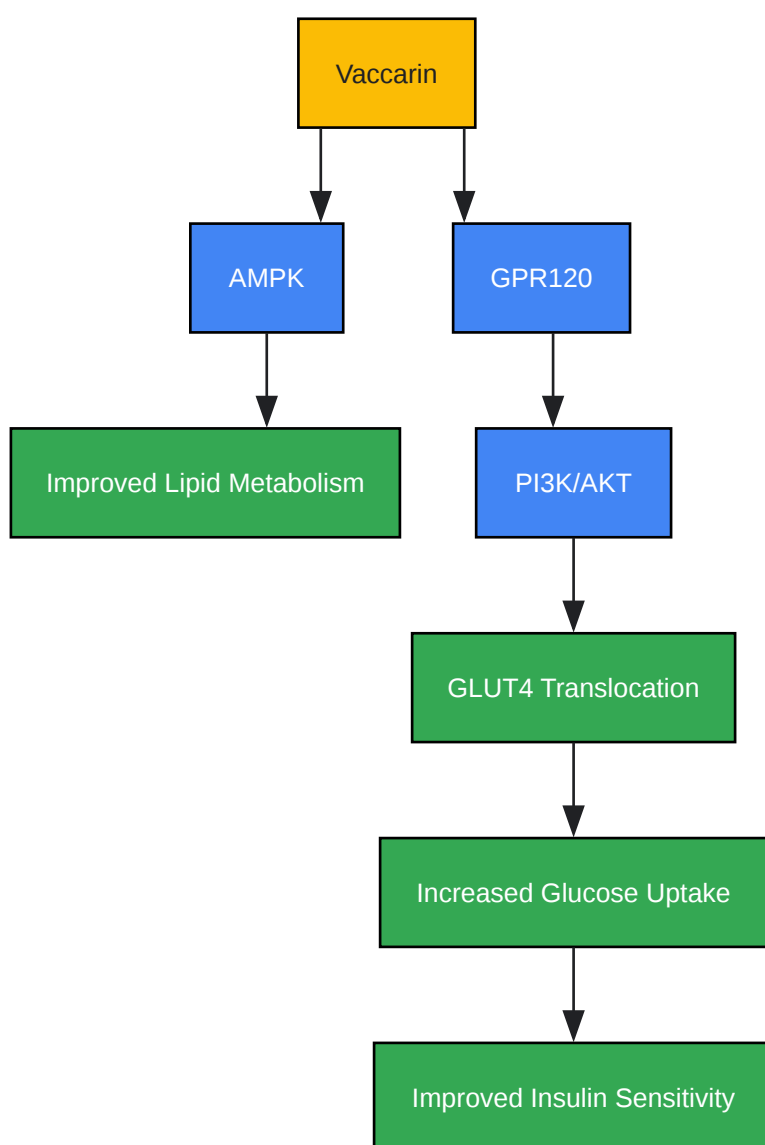 Vaccarin
AMPK
GPR120
Improved Lipid Metabolism
PI3K/AKT
GLUT4 Translocation
Increased Glucose Uptake
Improved Insulin Sensitivity